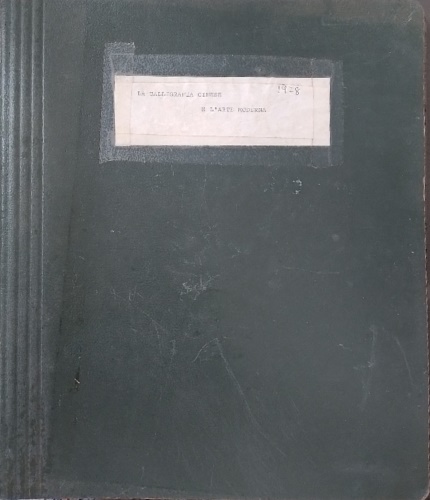 LA CALLIGRAFIA CINESE 1928
E L'ARTE MODERNA